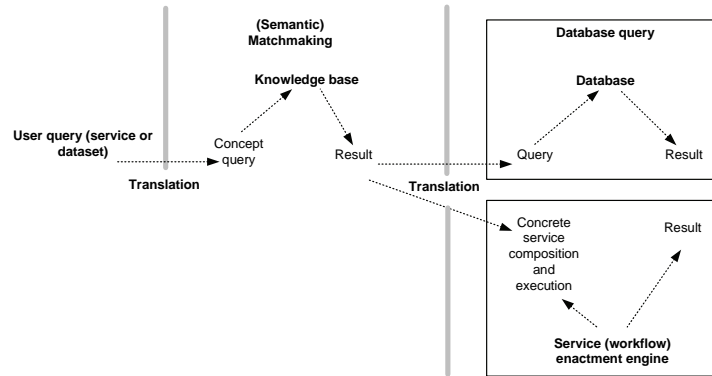 (Semantic)
Matchmaking
Knowledge base
User query (service or
dataset)
Concept
query
Result
Translation
Translation
Database query
Database
Query
Result
Concrete
service
composition
and
execution
Result
Service (workflow)
enactment engine